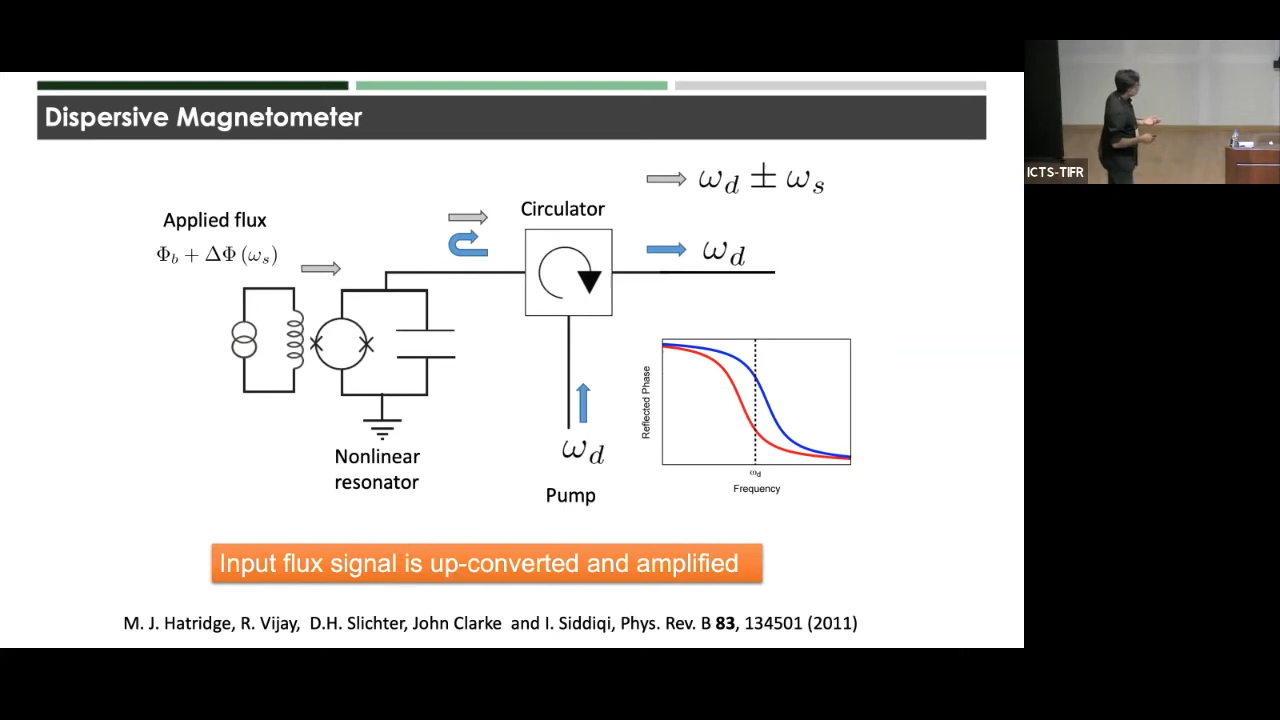 Dispersive Magnetometer
ω_d ± ω_s
Circulator
Applied flux
Φ_b + ΔΦ (ω_s)
ω_d
Nonlinear
resonator
ω_d
Pump
Reflected Phase
ω_d
Frequency
Input flux signal is up-converted and amplified
M. J. Hatridge, R. Vijay, D.H. Slichter, John Clarke and I. Siddiqi, Phys. Rev. B 83, 134501 (2011)
ICTS-TIFR